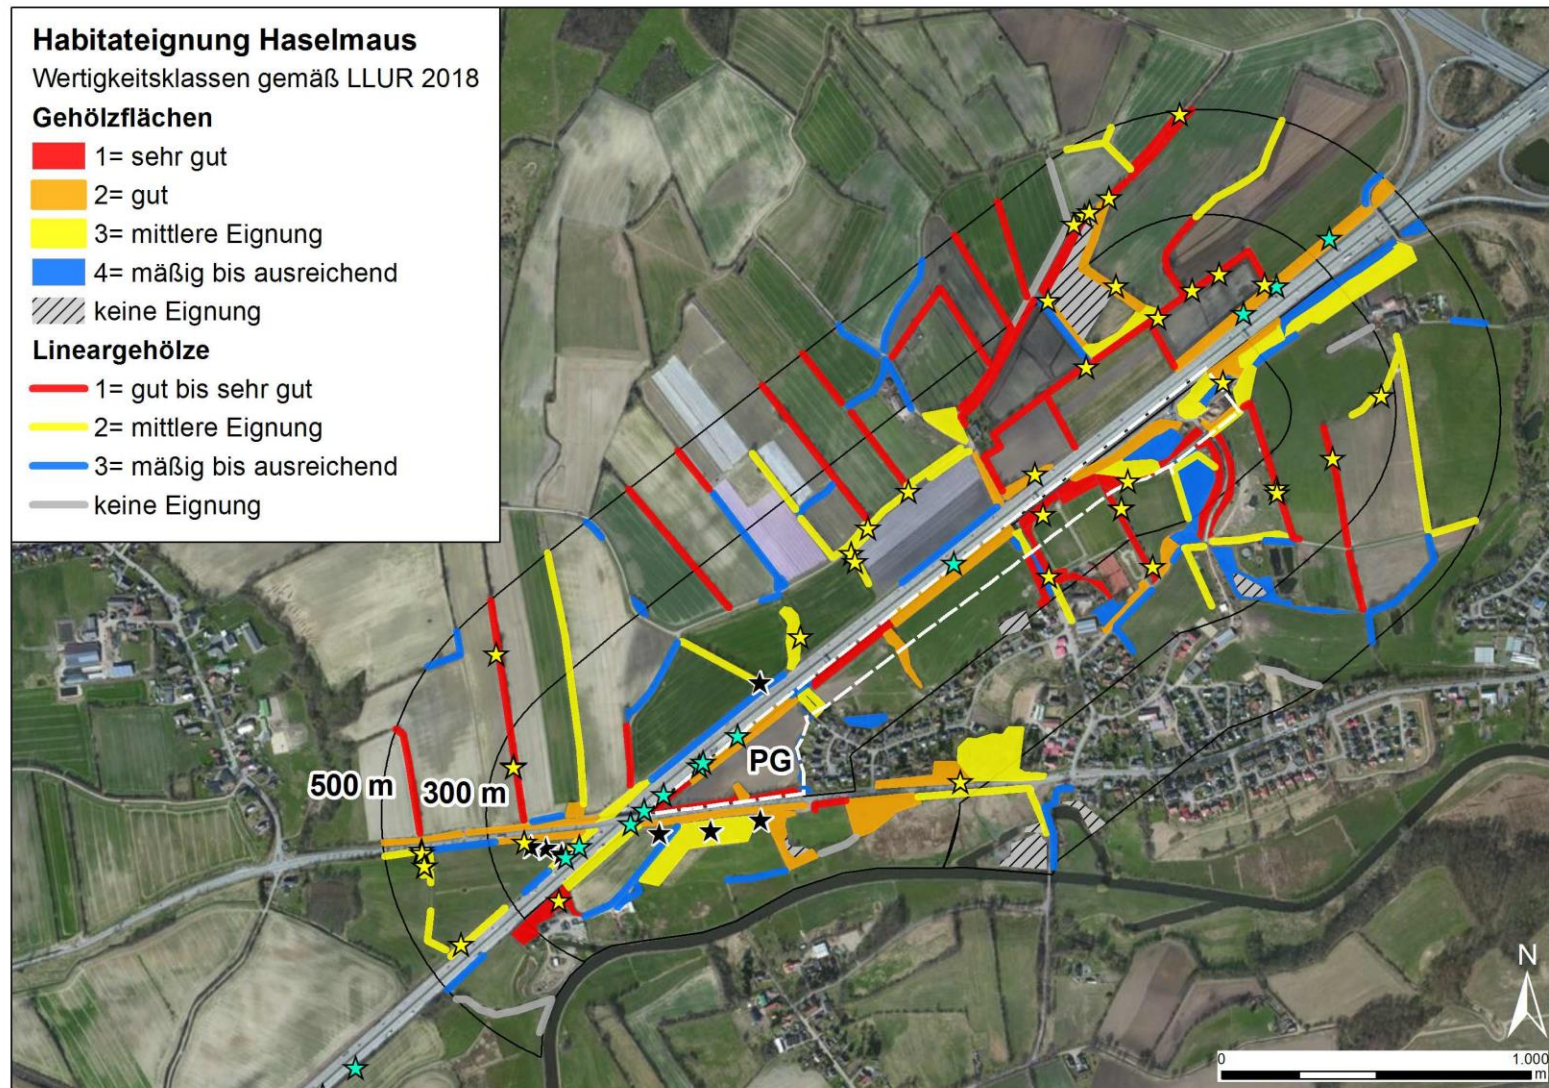 Habitateignung Haselmaus
Wertigkeitsklassen gemäß LLUR 2018
Gehölzflächen
1= sehr gut
2= gut
3= mittlere Eignung
4= mäßig bis ausreichend
keine Eignung
Lineargehölze
1= gut bis sehr gut
2= mittlere Eignung
3= mäßig bis ausreichend
keine Eignung
500 m
300 m
PG
N
0
1.000
m